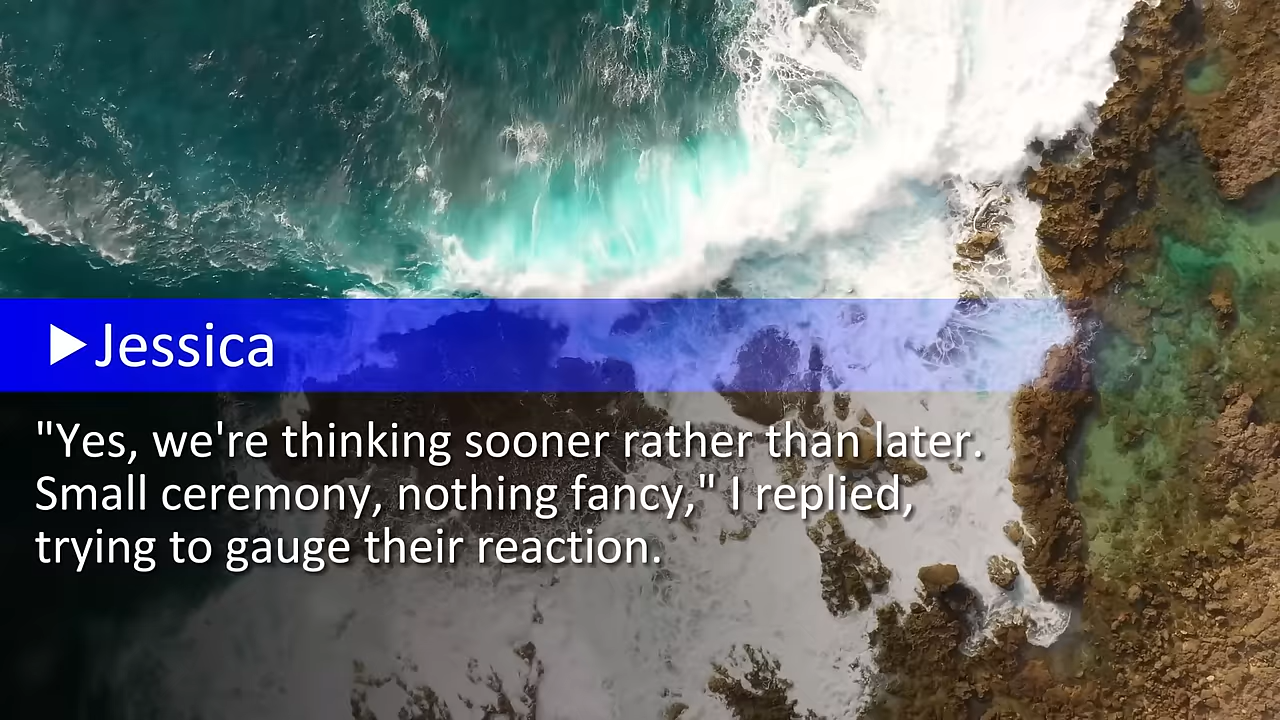 ▶Jessica
"Yes, we're thinking sooner rather than later.
Small ceremony, nothing fancy," I replied,
trying to gauge their reaction.